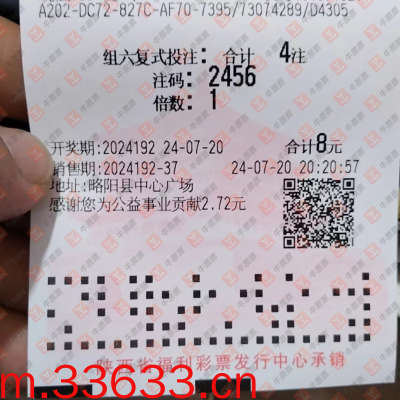 A202-DC72-827C-AF70-7395/73074289/D4305
组六复式投注: 合计 4注
注码: 2456
倍数: 1
开奖期:2024192 24-07-20 合计8元
销售期:2024192-37 24-07-20 20:20:57
地址:略阳县中心广场
感谢您为公益事业贡献2.72元
陕西省福利彩票发行中心承销
m.33633.cn